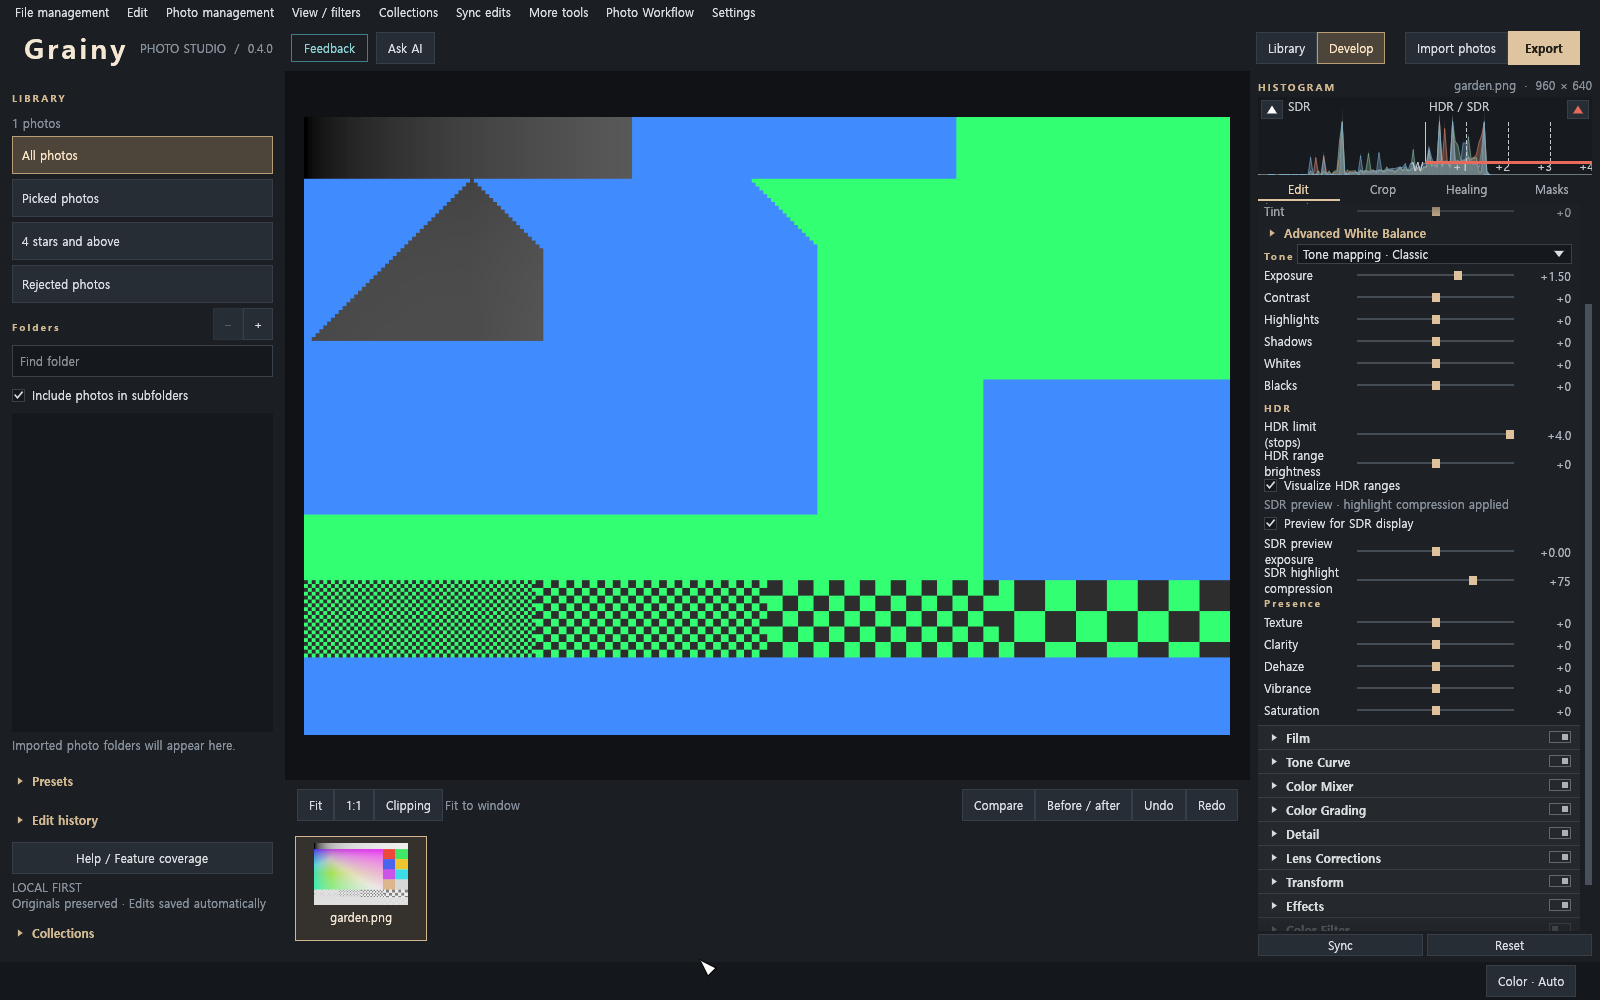 File management Edit Photo management View / filters Collections Sync edits More tools Photo Workflow Settings
Grainy PHOTO STUDIO / 0.4.0 Feedback Ask AI Library Develop Import photos Export
LIBRARY
1 photos
All photos
Picked photos
4 stars and above
Rejected photos
Folders − +
Find folder
Include photos in subfolders
Imported photo folders will appear here.
Presets
Edit history
Help / Feature coverage
LOCAL FIRST
Originals preserved · Edits saved automatically
Collections
Fit 1:1 Clipping Fit to window Compare Before / after Undo Redo
garden.png
HISTOGRAM garden.png · 960 × 640
SDR HDR / SDR
W +1 +2 +3 +4
Edit Crop Healing Masks
Tint +0
Advanced White Balance
Tone Tone mapping · Classic
Exposure +1.50
Contrast +0
Highlights +0
Shadows +0
Whites +0
Blacks +0
HDR
HDR limit
(stops) +4.0
HDR range
brightness +0
Visualize HDR ranges
SDR preview · highlight compression applied
Preview for SDR display
SDR preview
exposure +0.00
SDR highlight
compression +75
Presence
Texture +0
Clarity +0
Dehaze +0
Vibrance +0
Saturation +0
Film
Tone Curve
Color Mixer
Color Grading
Detail
Lens Corrections
Transform
Effects
Color Filter
Sync Reset
Color · Auto